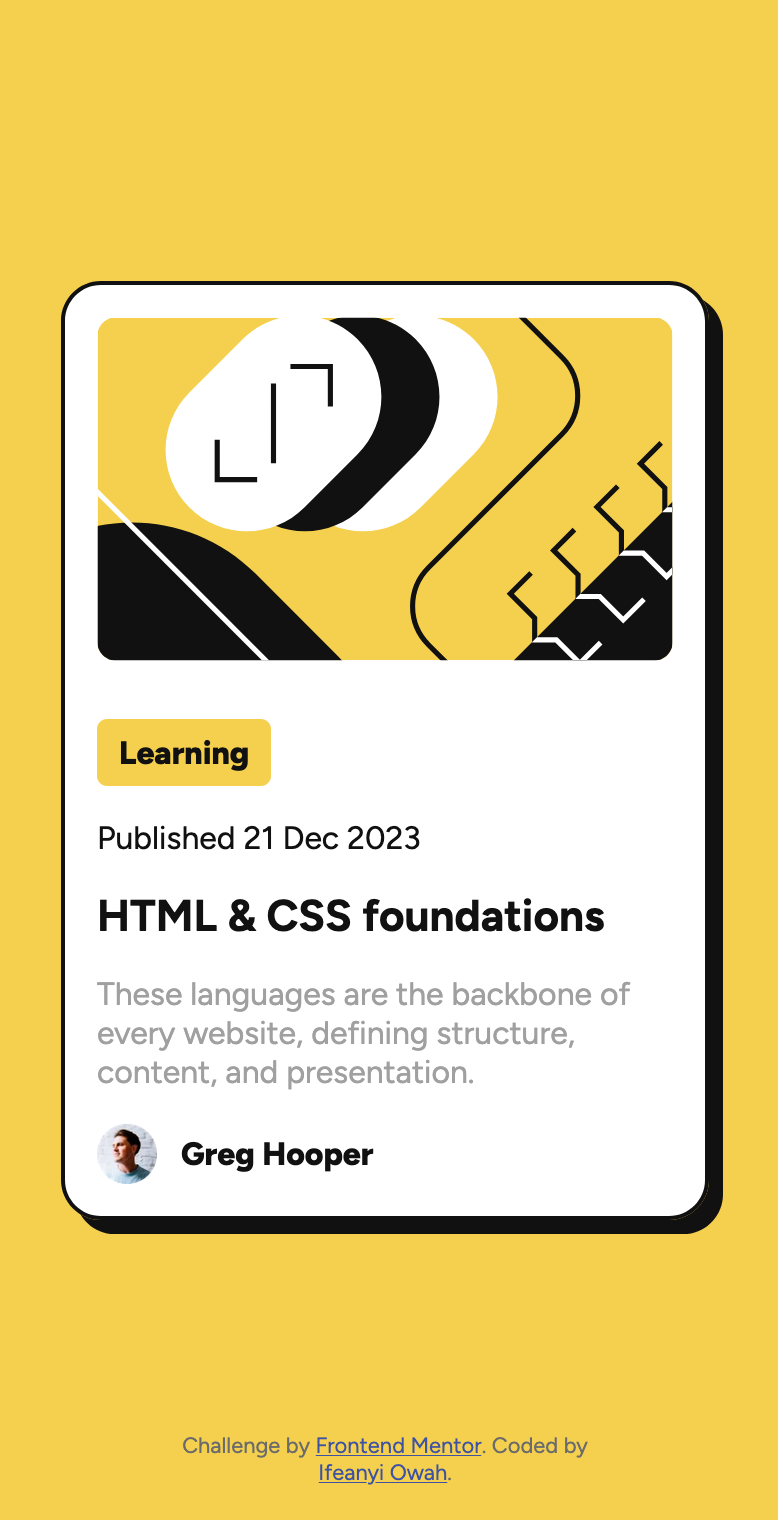 Learning
Published 21 Dec 2023
HTML & CSS foundations
These languages are the backbone of
every website, defining structure,
content, and presentation.
Greg Hooper
Challenge by Frontend Mentor. Coded by
Ifeanyi Owah.